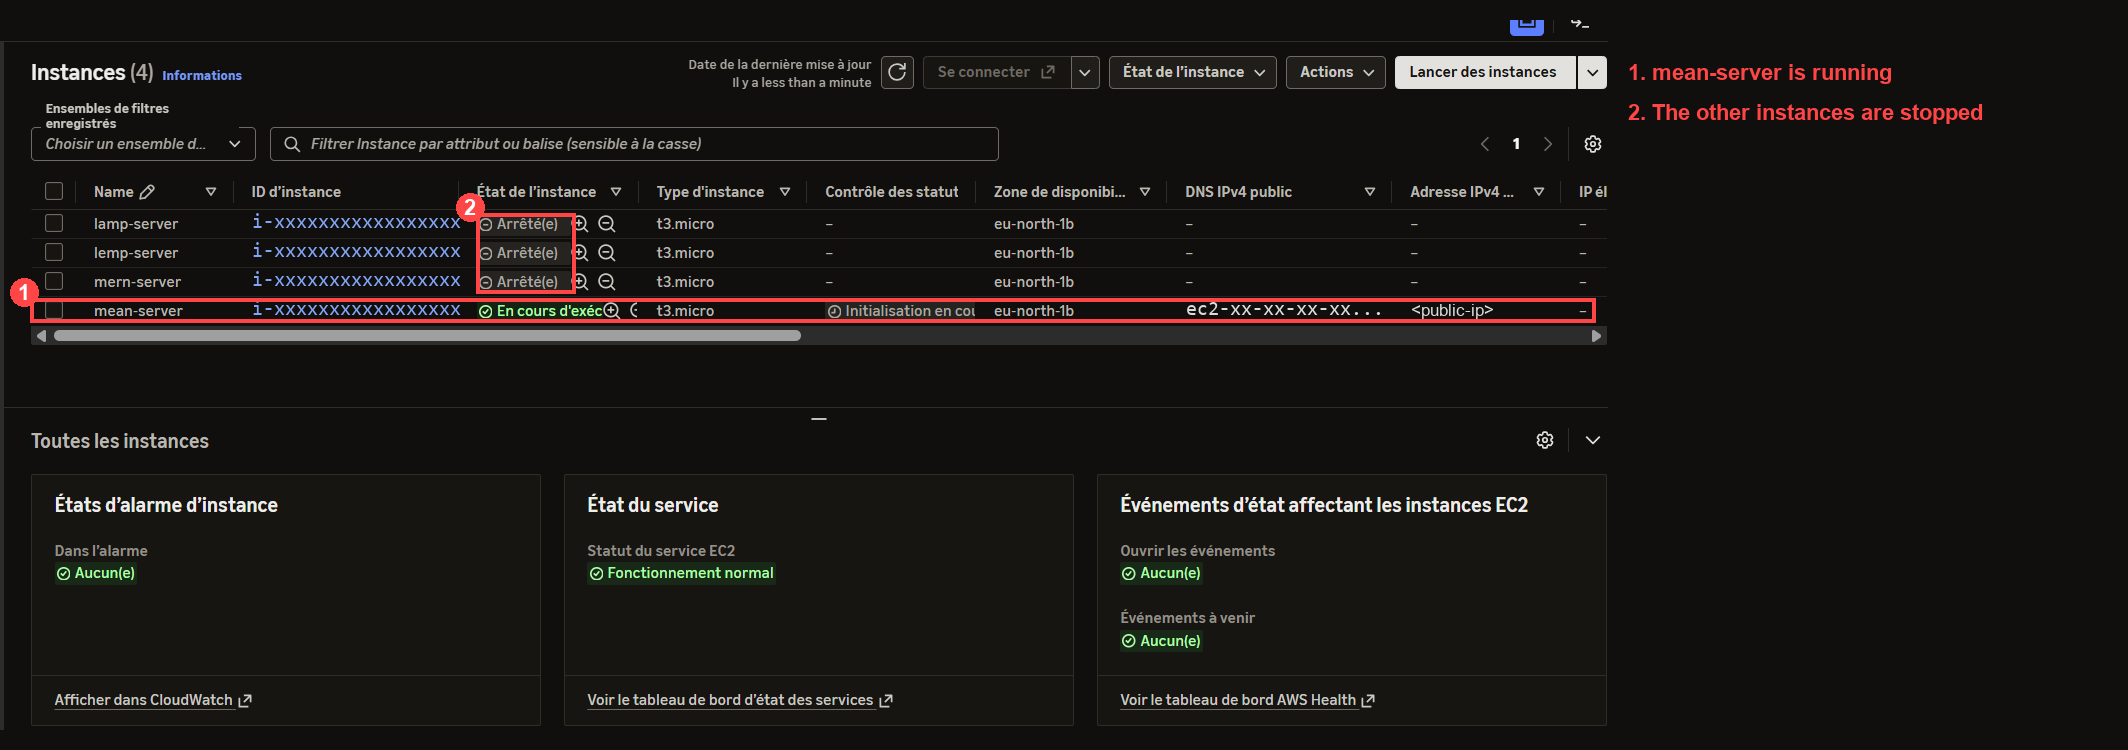 Instances (4) Informations
Date de la dernière mise à jour
Il y a less than a minute
Se connecter
État de l'instance
Actions
Lancer des instances
1. mean-server is running
2. The other instances are stopped
Ensembles de filtres
enregistrés
Choisir un ensemble d...
Filtrer Instance par attribut ou balise (sensible à la casse)
1
Name ID d'instance État de l'instance Type d'instance Contrôle des statut Zone de disponibi... DNS IPv4 public Adresse IPv4 ... IP él
2
lamp-server i-xxxxxxxxxxxxxxxxx Arrêté(e) t3.micro – eu-north-1b – – –
lemp-server i-xxxxxxxxxxxxxxxxx Arrêté(e) t3.micro – eu-north-1b – – –
mern-server i-xxxxxxxxxxxxxxxxx Arrêté(e) t3.micro – eu-north-1b – – –
1
mean-server i-xxxxxxxxxxxxxxxxx En cours d'exéc t3.micro Initialisation en cou eu-north-1b ec2-xx-xx-xx-xx... <public-ip> –
Toutes les instances
États d'alarme d'instance
Dans l'alarme
Aucun(e)
Afficher dans CloudWatch
État du service
Statut du service EC2
Fonctionnement normal
Voir le tableau de bord d'état des services
Événements d'état affectant les instances EC2
Ouvrir les événements
Aucun(e)
Événements à venir
Aucun(e)
Voir le tableau de bord AWS Health